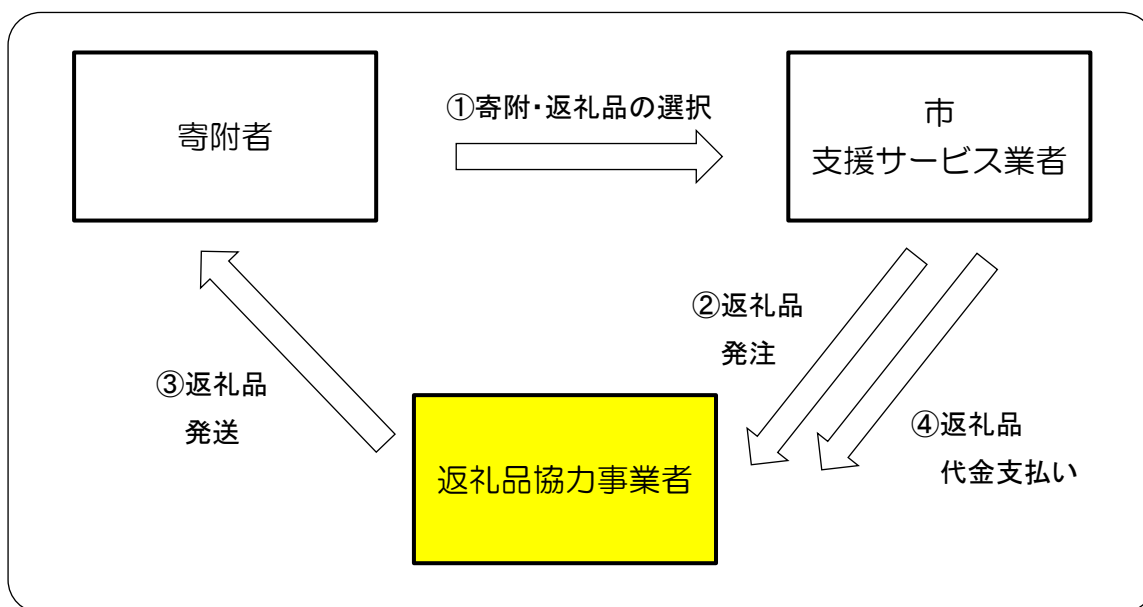 寄附者
①寄附・返礼品の選択
市
支援サービス業者
②返礼品
発注
③返礼品
発送
④返礼品
代金支払い
返礼品協力事業者